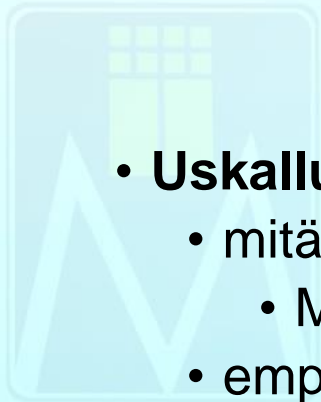 • Uskallu
• mitä
• M
• emp